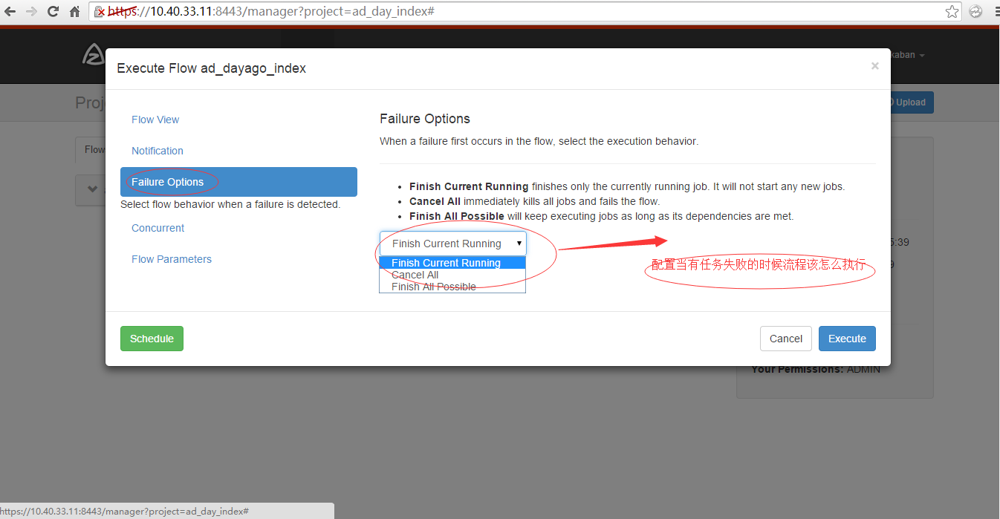 https://10.40.33.11:8443/manager?project=ad_day_index#
kaban
Execute Flow ad_dayago_index
×
Upload
Flow View
Notification
Failure Options
Select flow behavior when a failure is detected.
Concurrent
Flow Parameters
Failure Options
When a failure first occurs in the flow, select the execution behavior.
Finish Current Running finishes only the currently running job. It will not start any new jobs.
Cancel All immediately kills all jobs and fails the flow.
Finish All Possible will keep executing jobs as long as its dependencies are met.
Finish Current Running
Finish Current Running
Cancel All
Finish All Possible
配置当有任务失败的时候流程该怎么执行
Proj
Flow
5:39
9
Schedule
Cancel
Execute
Your Permissions: ADMIN
https://10.40.33.11:8443/manager?project=ad_day_index#